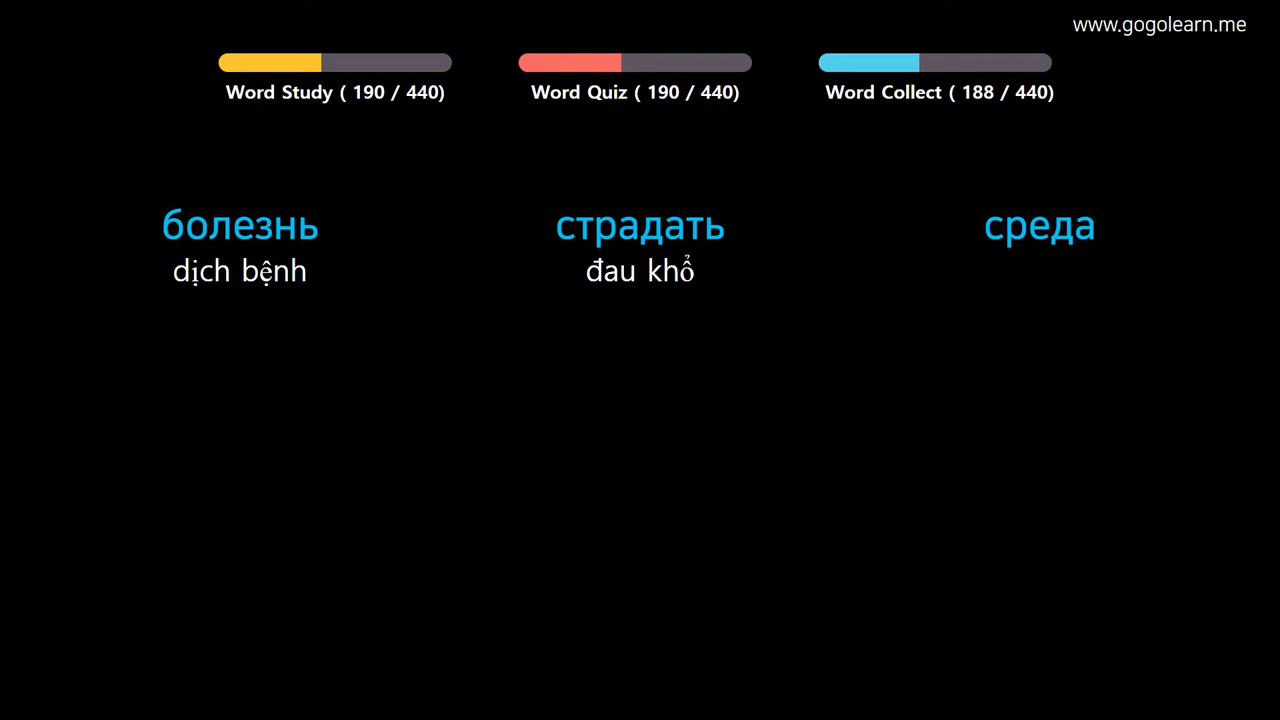 www.gogolearn.me
Word Study ( 190 / 440)
Word Quiz ( 190 / 440)
Word Collect ( 188 / 440)
болезнь
dịch bệnh
страдать
đau khổ
среда